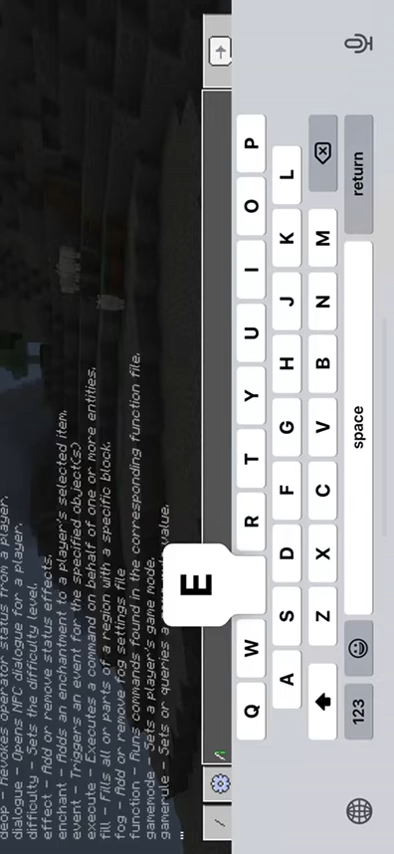 deop – Revokes operator status from a player.
dialogue – Opens NPC dialogue for a player.
difficulty – Sets the difficulty level.
effect – Add or remove status effects.
enchant – Adds an enchantment to a player's selected item.
event – Triggers an event for the specified object(s)
execute – Executes a command on behalf of one or more entities.
fill – Fills all or parts of a region with a specific block.
fog – Add or remove fog settings file
function – Runs commands found in the corresponding function file.
gamemode – Sets a player's game mode.
gamerule – Sets or queries a value.
...
/
Q W E R T Y U I O P
A S D F G H J K L
Z X C V B N M
123 space return